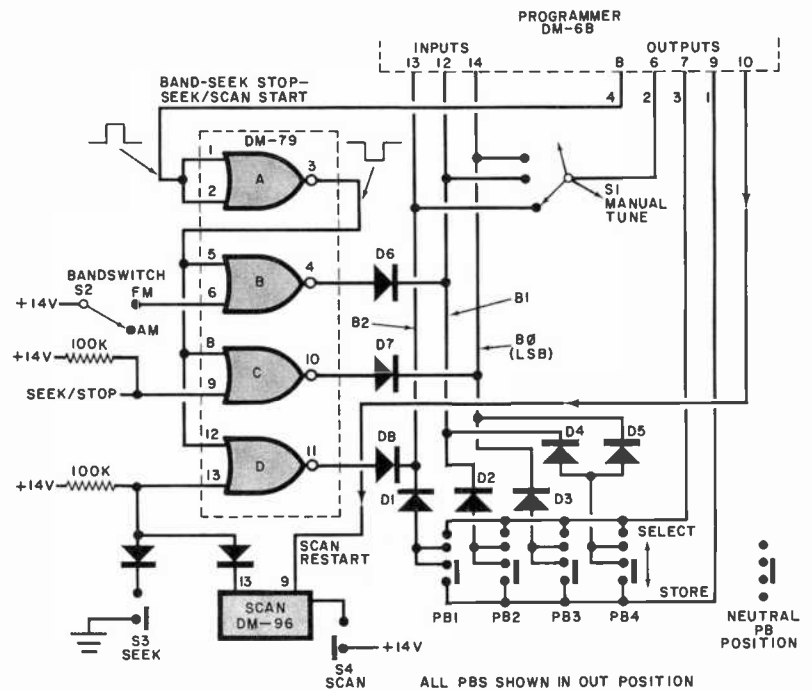 PROGRAMMER
DM-6B
INPUTS
OUTPUTS
13 12 14
8 6 7 9 10
4 2 3 1
BAND-SEEK STOP-
SEEK/SCAN START
DM-79
1
2
A
3
S1
MANUAL
TUNE
BANDSWITCH
S2
FM
AM
+14V
5
6
B
4
D6
B2
B1
BØ
(LSB)
100K
+14V
SEEK/STOP
8
9
C
10
D7
100K
+14V
12
13
D
11
D8
D4
D5
D1
D2
D3
SCAN
RESTART
13 9
SCAN
DM-96
S3
SEEK
S4
SCAN
+14V
SELECT
STORE
PB1
PB2
PB3
PB4
NEUTRAL
PB
POSITION
ALL PBS SHOWN IN OUT POSITION